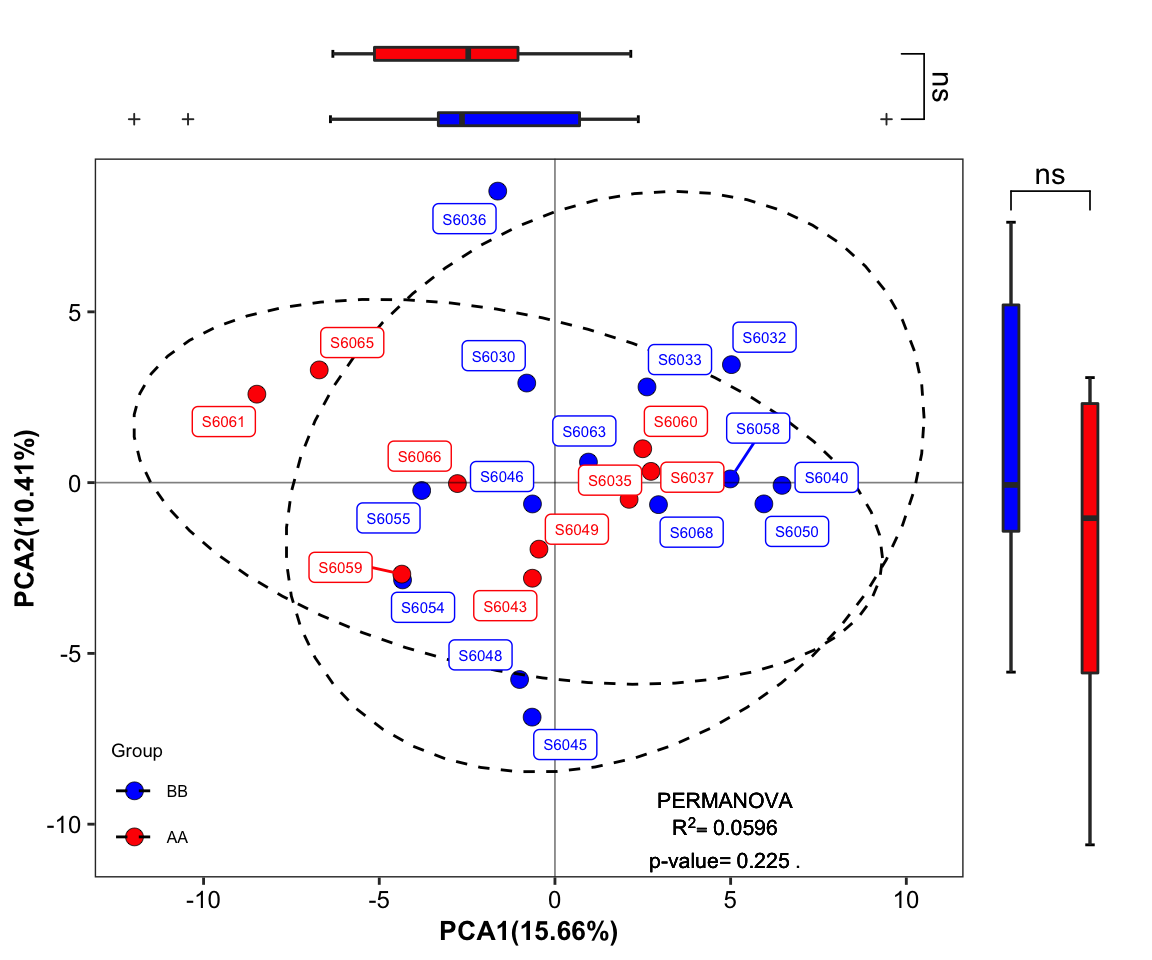 ns
ns
S6036
S6032
S6065
S6030
S6033
S6061
S6060
S6063
S6058
S6066
S6046
S6035
S6037
S6040
S6055
S6049
S6068
S6050
S6059
S6054
S6043
S6048
S6045
5
0
-5
-10
PCA2(10.41%)
Group
BB
AA
PERMANOVA
R²= 0.0596
p-value= 0.225 .
-10
-5
0
5
10
PCA1(15.66%)